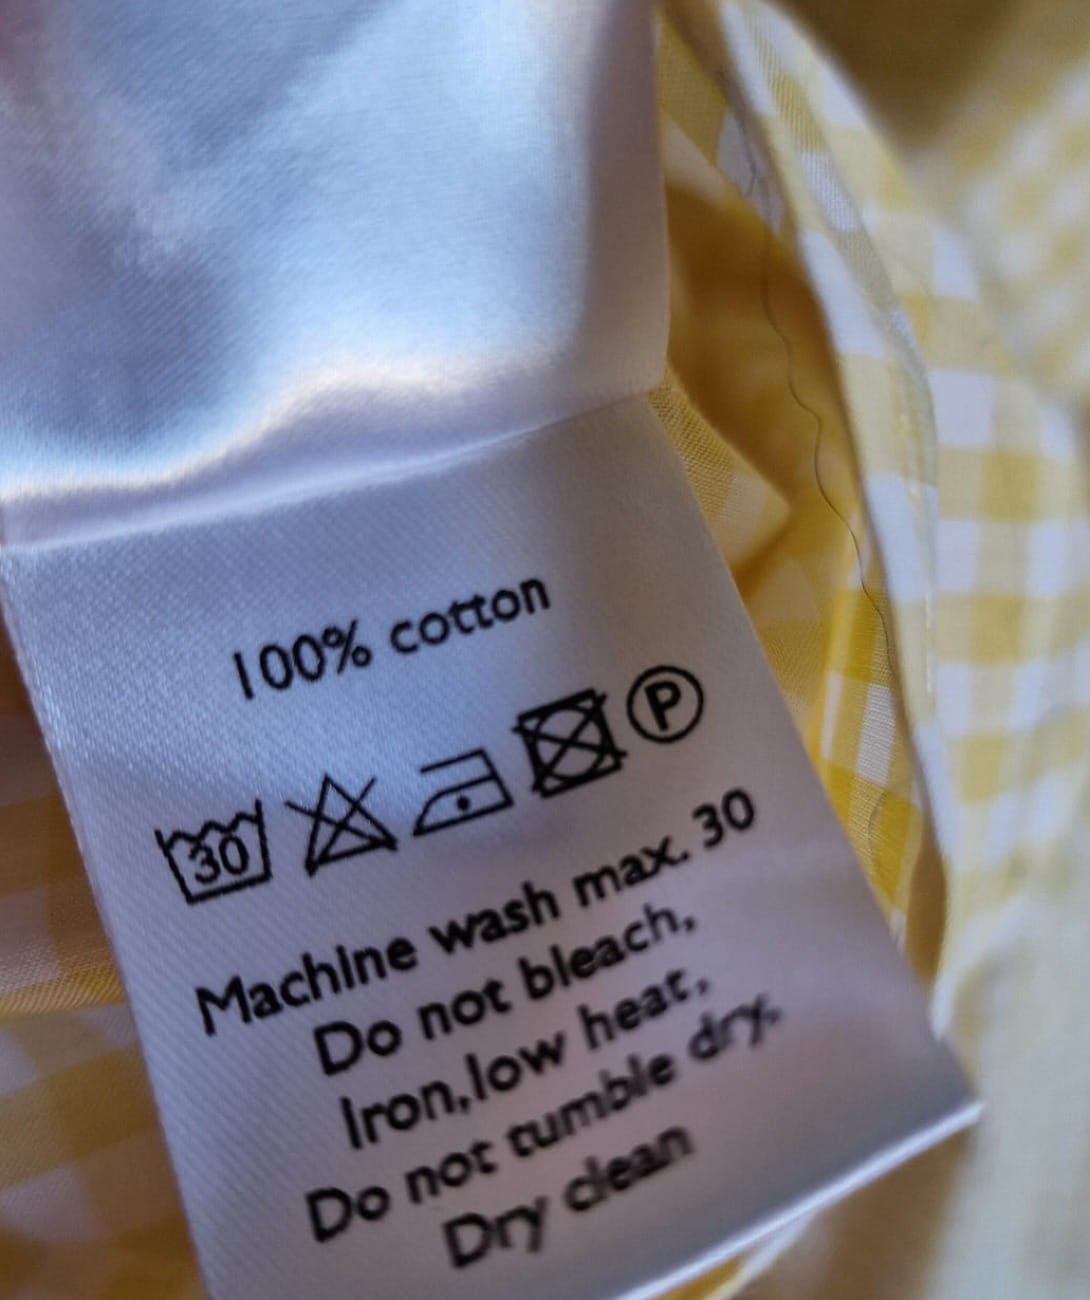 100% cotton
30 P
Machine wash max. 30
Do not bleach,
Iron,low heat,
Do not tumble dry,
Dry clean